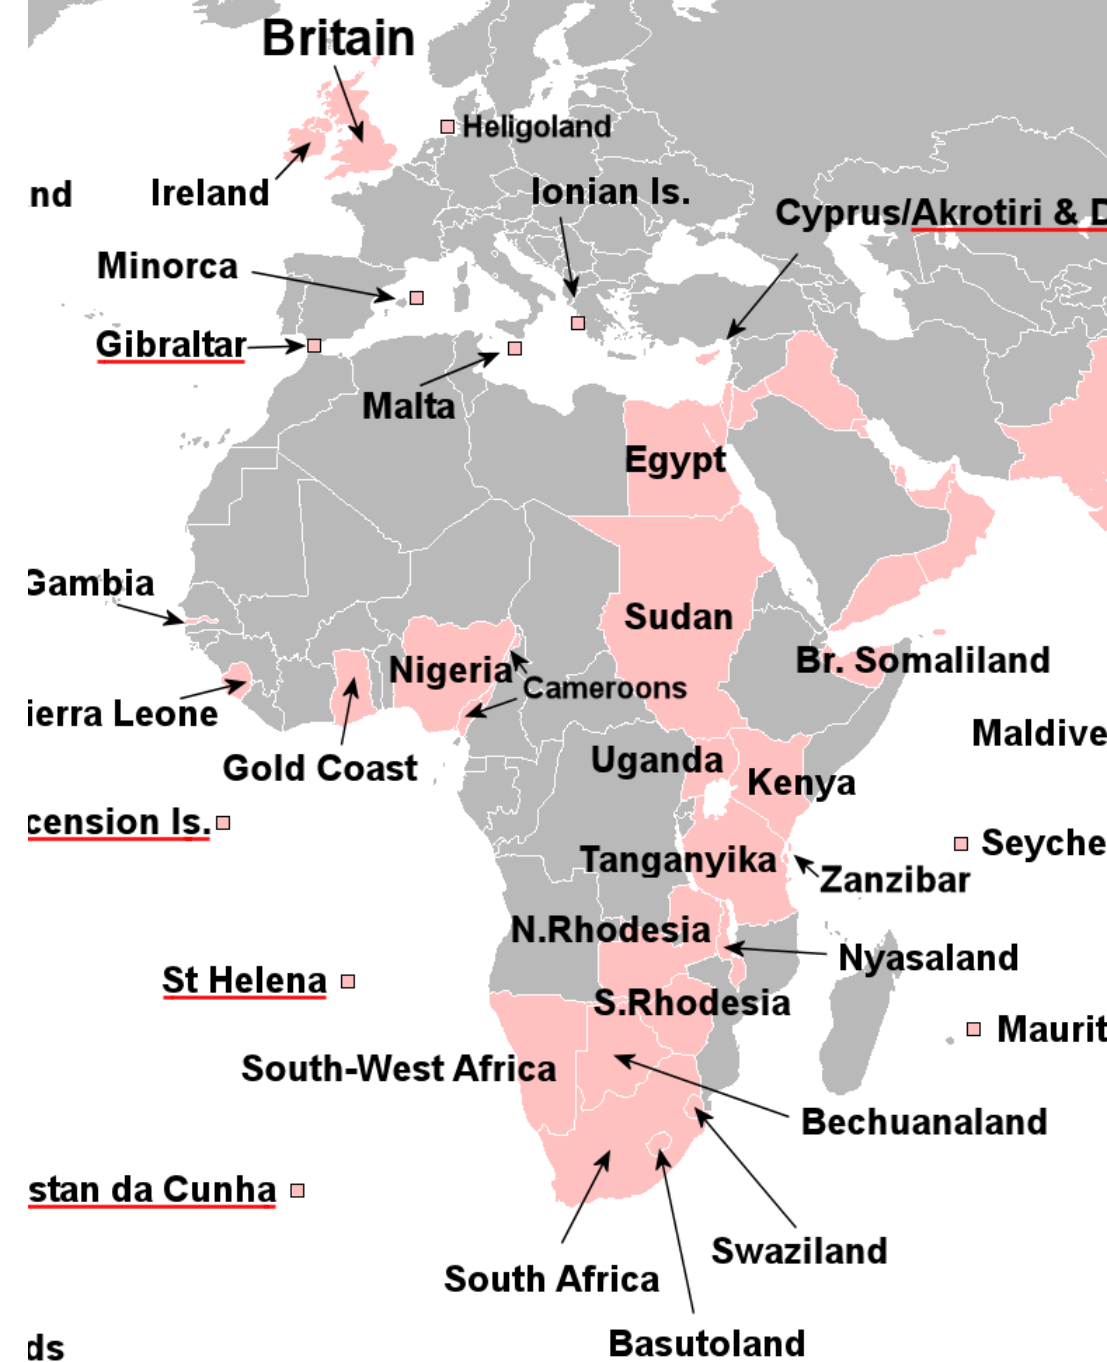 Britain
Heligoland
nd
Ireland
Ionian Is.
Cyprus/Akrotiri & D
Minorca
Gibraltar
Malta
Egypt
Gambia
Sudan
Nigeria
Br. Somaliland
Cameroons
ierra Leone
Maldive
Gold Coast
Uganda
Kenya
cension Is.
Seyche
Tanganyika
Zanzibar
N.Rhodesia
Nyasaland
St Helena
S.Rhodesia
Maurit
South-West Africa
Bechuanaland
stan da Cunha
Swaziland
South Africa
Basutoland
ds